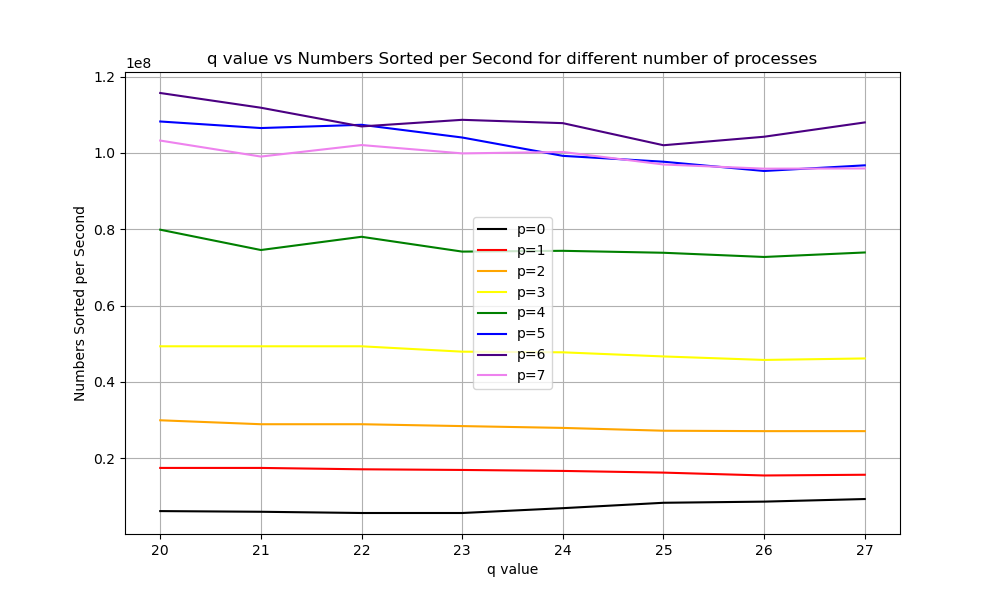 q value vs Numbers Sorted per Second for different number of processes
1e8
1.2
1.0
0.8
0.6
0.4
0.2
Numbers Sorted per Second
p=0
p=1
p=2
p=3
p=4
p=5
p=6
p=7
20 21 22 23 24 25 26 27
q value